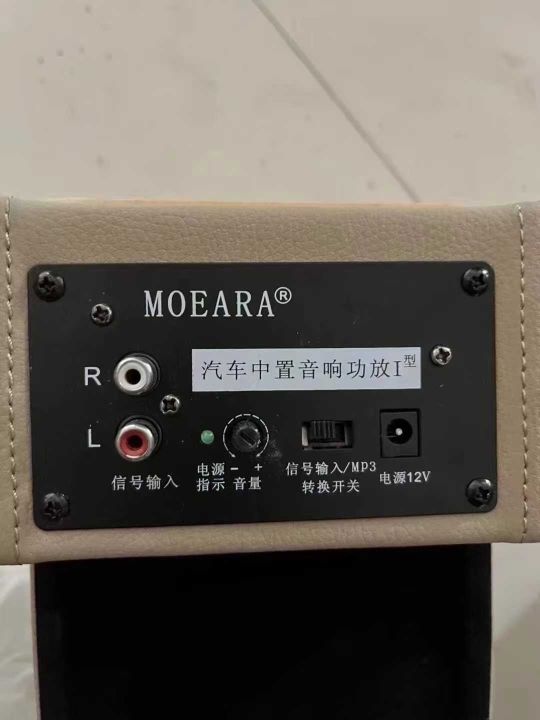 MOEARA®
汽车中置音响功放I型
R
L
信号输入
电源指示
- +
音量
信号输入/MP3
转换开关
电源12V